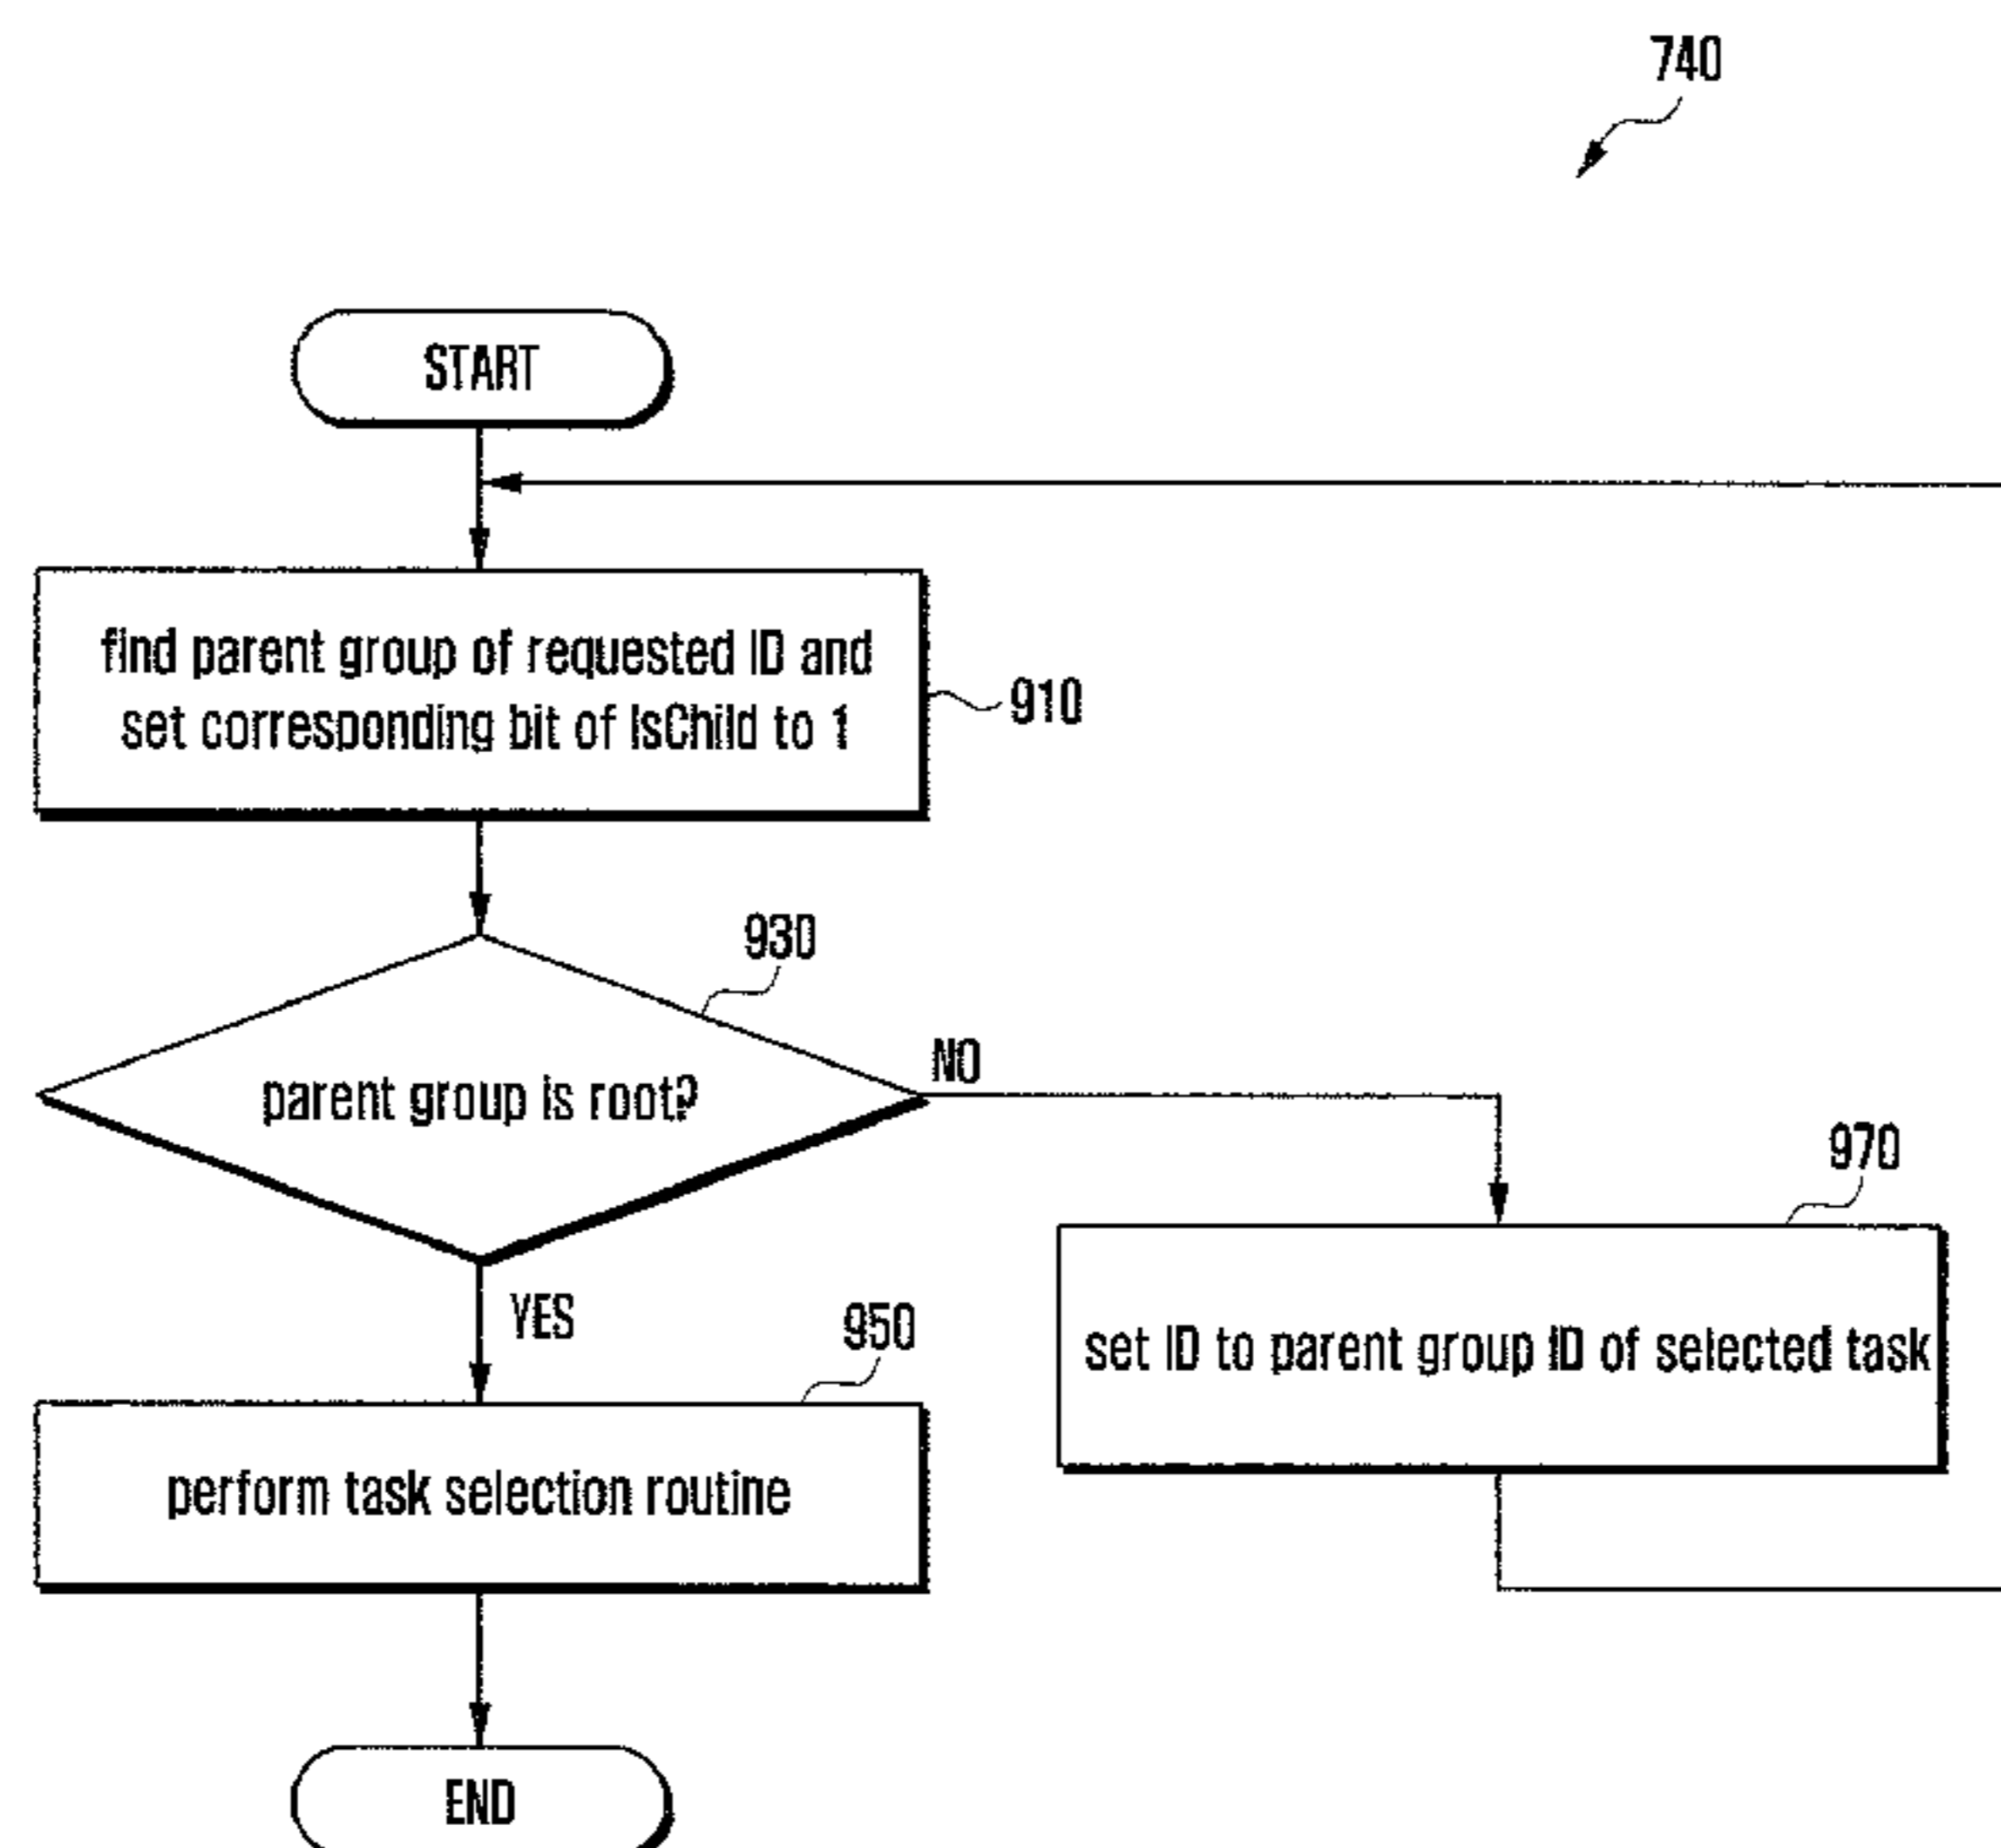 740
START
find parent group of requested ID and
set corresponding bit of IsChild to 1
910
930
parent group is root?
NO
970
set ID to parent group ID of selected task
YES
950
perform task selection routine
END